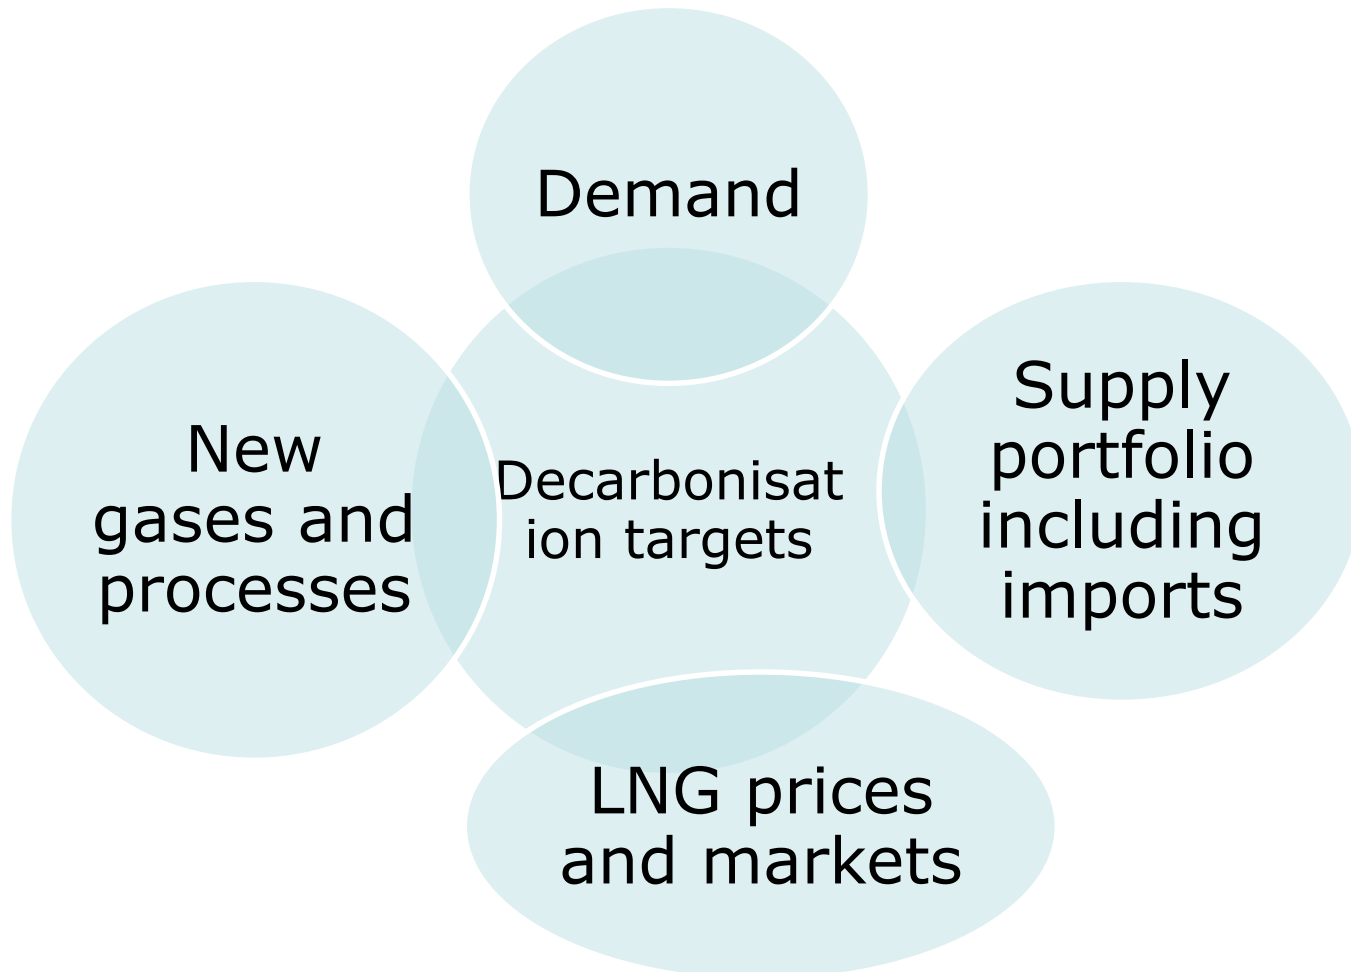 Demand
New
gases and
processes
Decarbonisat
ion targets
Supply
portfolio
including
imports
LNG prices
and markets